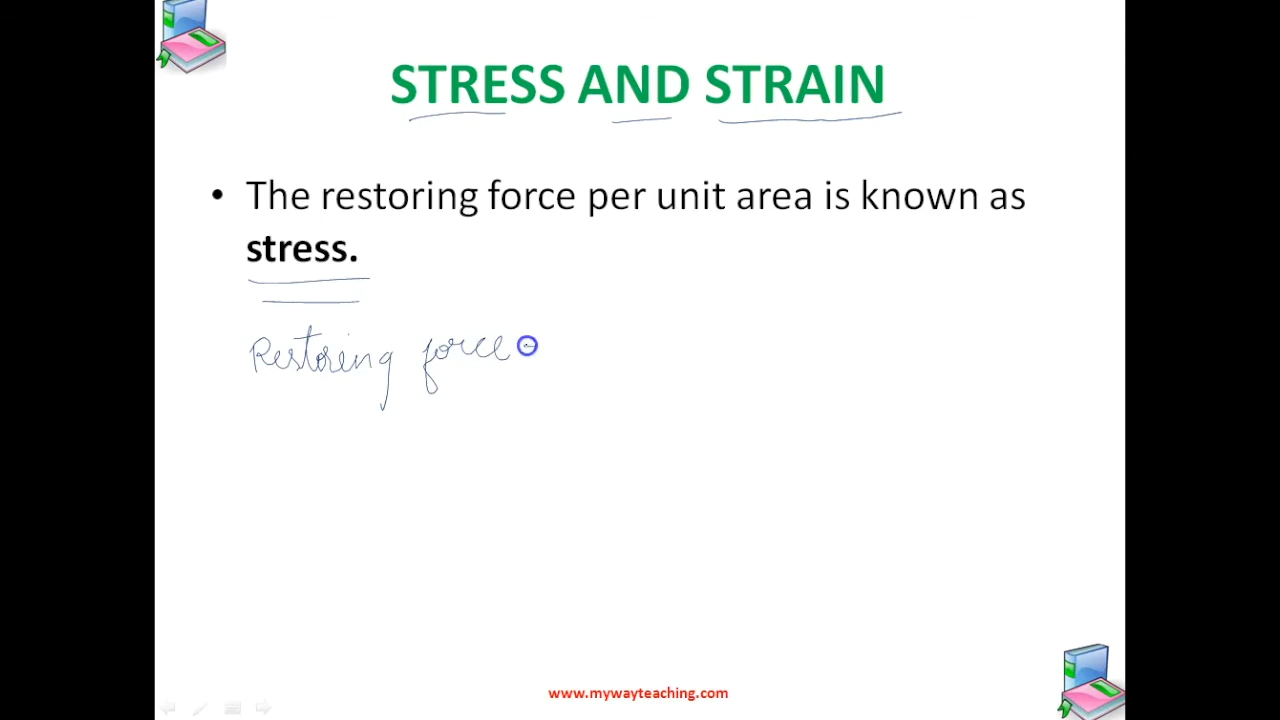 STRESS AND STRAIN
• The restoring force per unit area is known as
stress.
Restoring force
www.mywayteaching.com